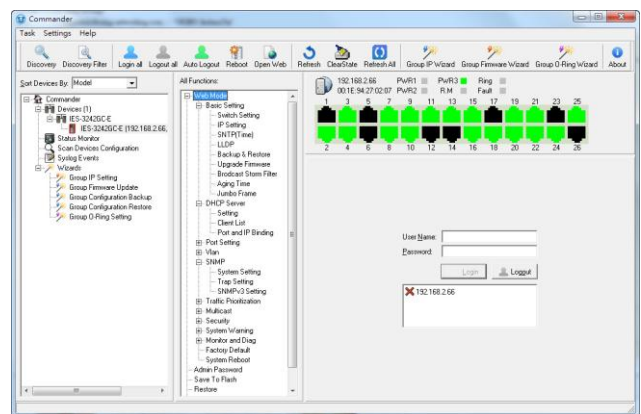 Commander
Task Settings Help
Discovery Discovery Filter Login all Logout all Auto Logout Reboot Open Web Refresh ClearState Refresh All Group IP Wizard Group Firmware Wizard Group O-Ring Wizard About
Sort Devices By: Model
Commander
Devices (1)
IES-3242GC-E
IES-3242GC-E (192.168.2.66,
Status Monitor
Scan Devices Configuration
Syslog Events
Wizards
Group IP Setting
Group Firmware Update
Group Configuration Backup
Group Configuration Restore
Group O-Ring Setting
All Functions:
Web Mode
Basic Setting
Switch Setting
IP Setting
SNTP(Time)
LLDP
Backup & Restore
Upgrade Firmware
Brodcast Storm Filter
Aging Time
Jumbo Frame
DHCP Server
Setting
Client List
Port and IP Binding
Port Setting
Vlan
SNMP
System Setting
Trap Setting
SNMPv3 Setting
Traffic Prioritization
Multicast
Security
System Warning
Monitor and Diag
Factory Default
System Reboot
Admin Password
Save To Flash
Restore
192.168.2.66 PWR1 PWR3 Ring
00:1E:94:27:02:07 PWR2 R.M Fault
1 3 5 7 9 11 13 15 17 19 21 23 25
2 4 6 8 10 12 14 16 18 20 22 24 26
User Name:
Password:
Login Logout
192.168.2.66